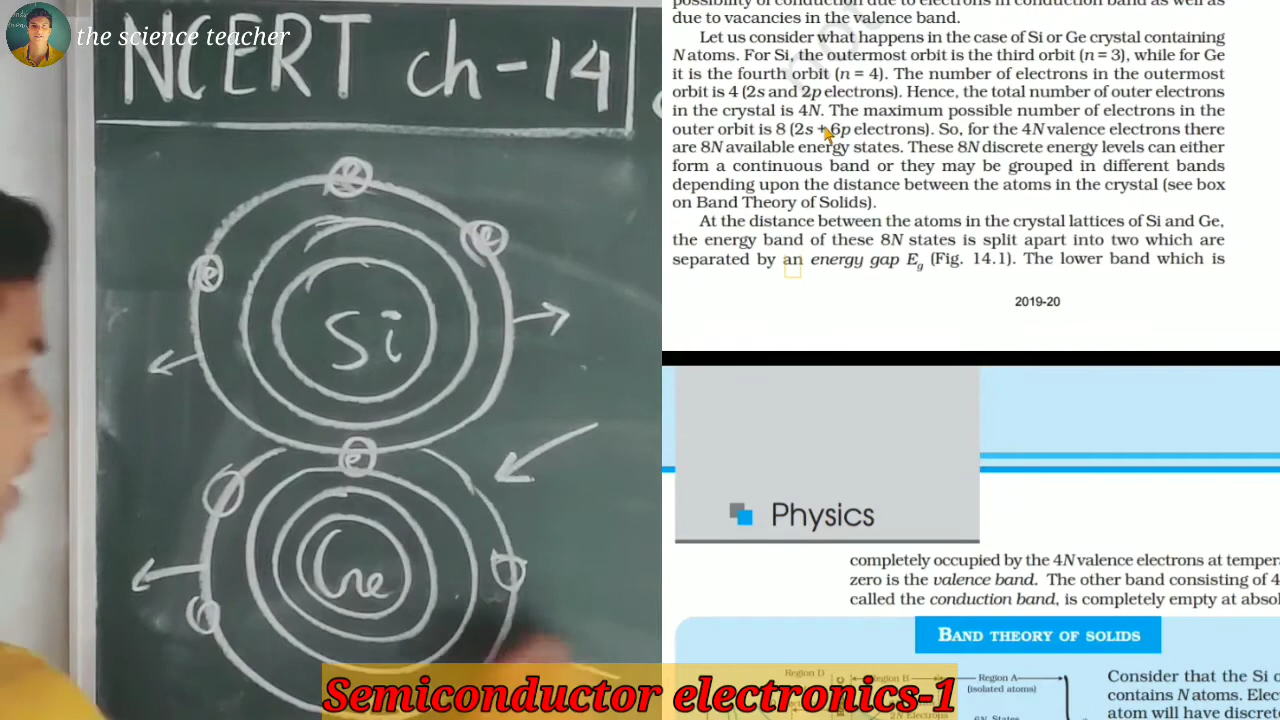 the science teacher
NCERT ch-14
Si
e
e
e
e
Ge
possibility of conduction due to electrons in conduction band as well as
due to vacancies in the valence band.
Let us consider what happens in the case of Si or Ge crystal containing
N atoms. For Si, the outermost orbit is the third orbit (n = 3), while for Ge
it is the fourth orbit (n = 4). The number of electrons in the outermost
orbit is 4 (2s and 2p electrons). Hence, the total number of outer electrons
in the crystal is 4N. The maximum possible number of electrons in the
outer orbit is 8 (2s + 6p electrons). So, for the 4N valence electrons there
are 8N available energy states. These 8N discrete energy levels can either
form a continuous band or they may be grouped in different bands
depending upon the distance between the atoms in the crystal (see box
on Band Theory of Solids).
At the distance between the atoms in the crystal lattices of Si and Ge,
the energy band of these 8N states is split apart into two which are
separated by an energy gap Eg (Fig. 14.1). The lower band which is
2019-20
Physics
completely occupied by the 4N valence electrons at tempera
zero is the valence band. The other band consisting of 4
called the conduction band, is completely empty at absol
BAND THEORY OF SOLIDS
Region D
Region B
Region A
(isolated atoms)
2N Electrons
6N States
Consider that the Si o
contains N atoms. Elec
atom will have discret
Semiconductor electronics-1